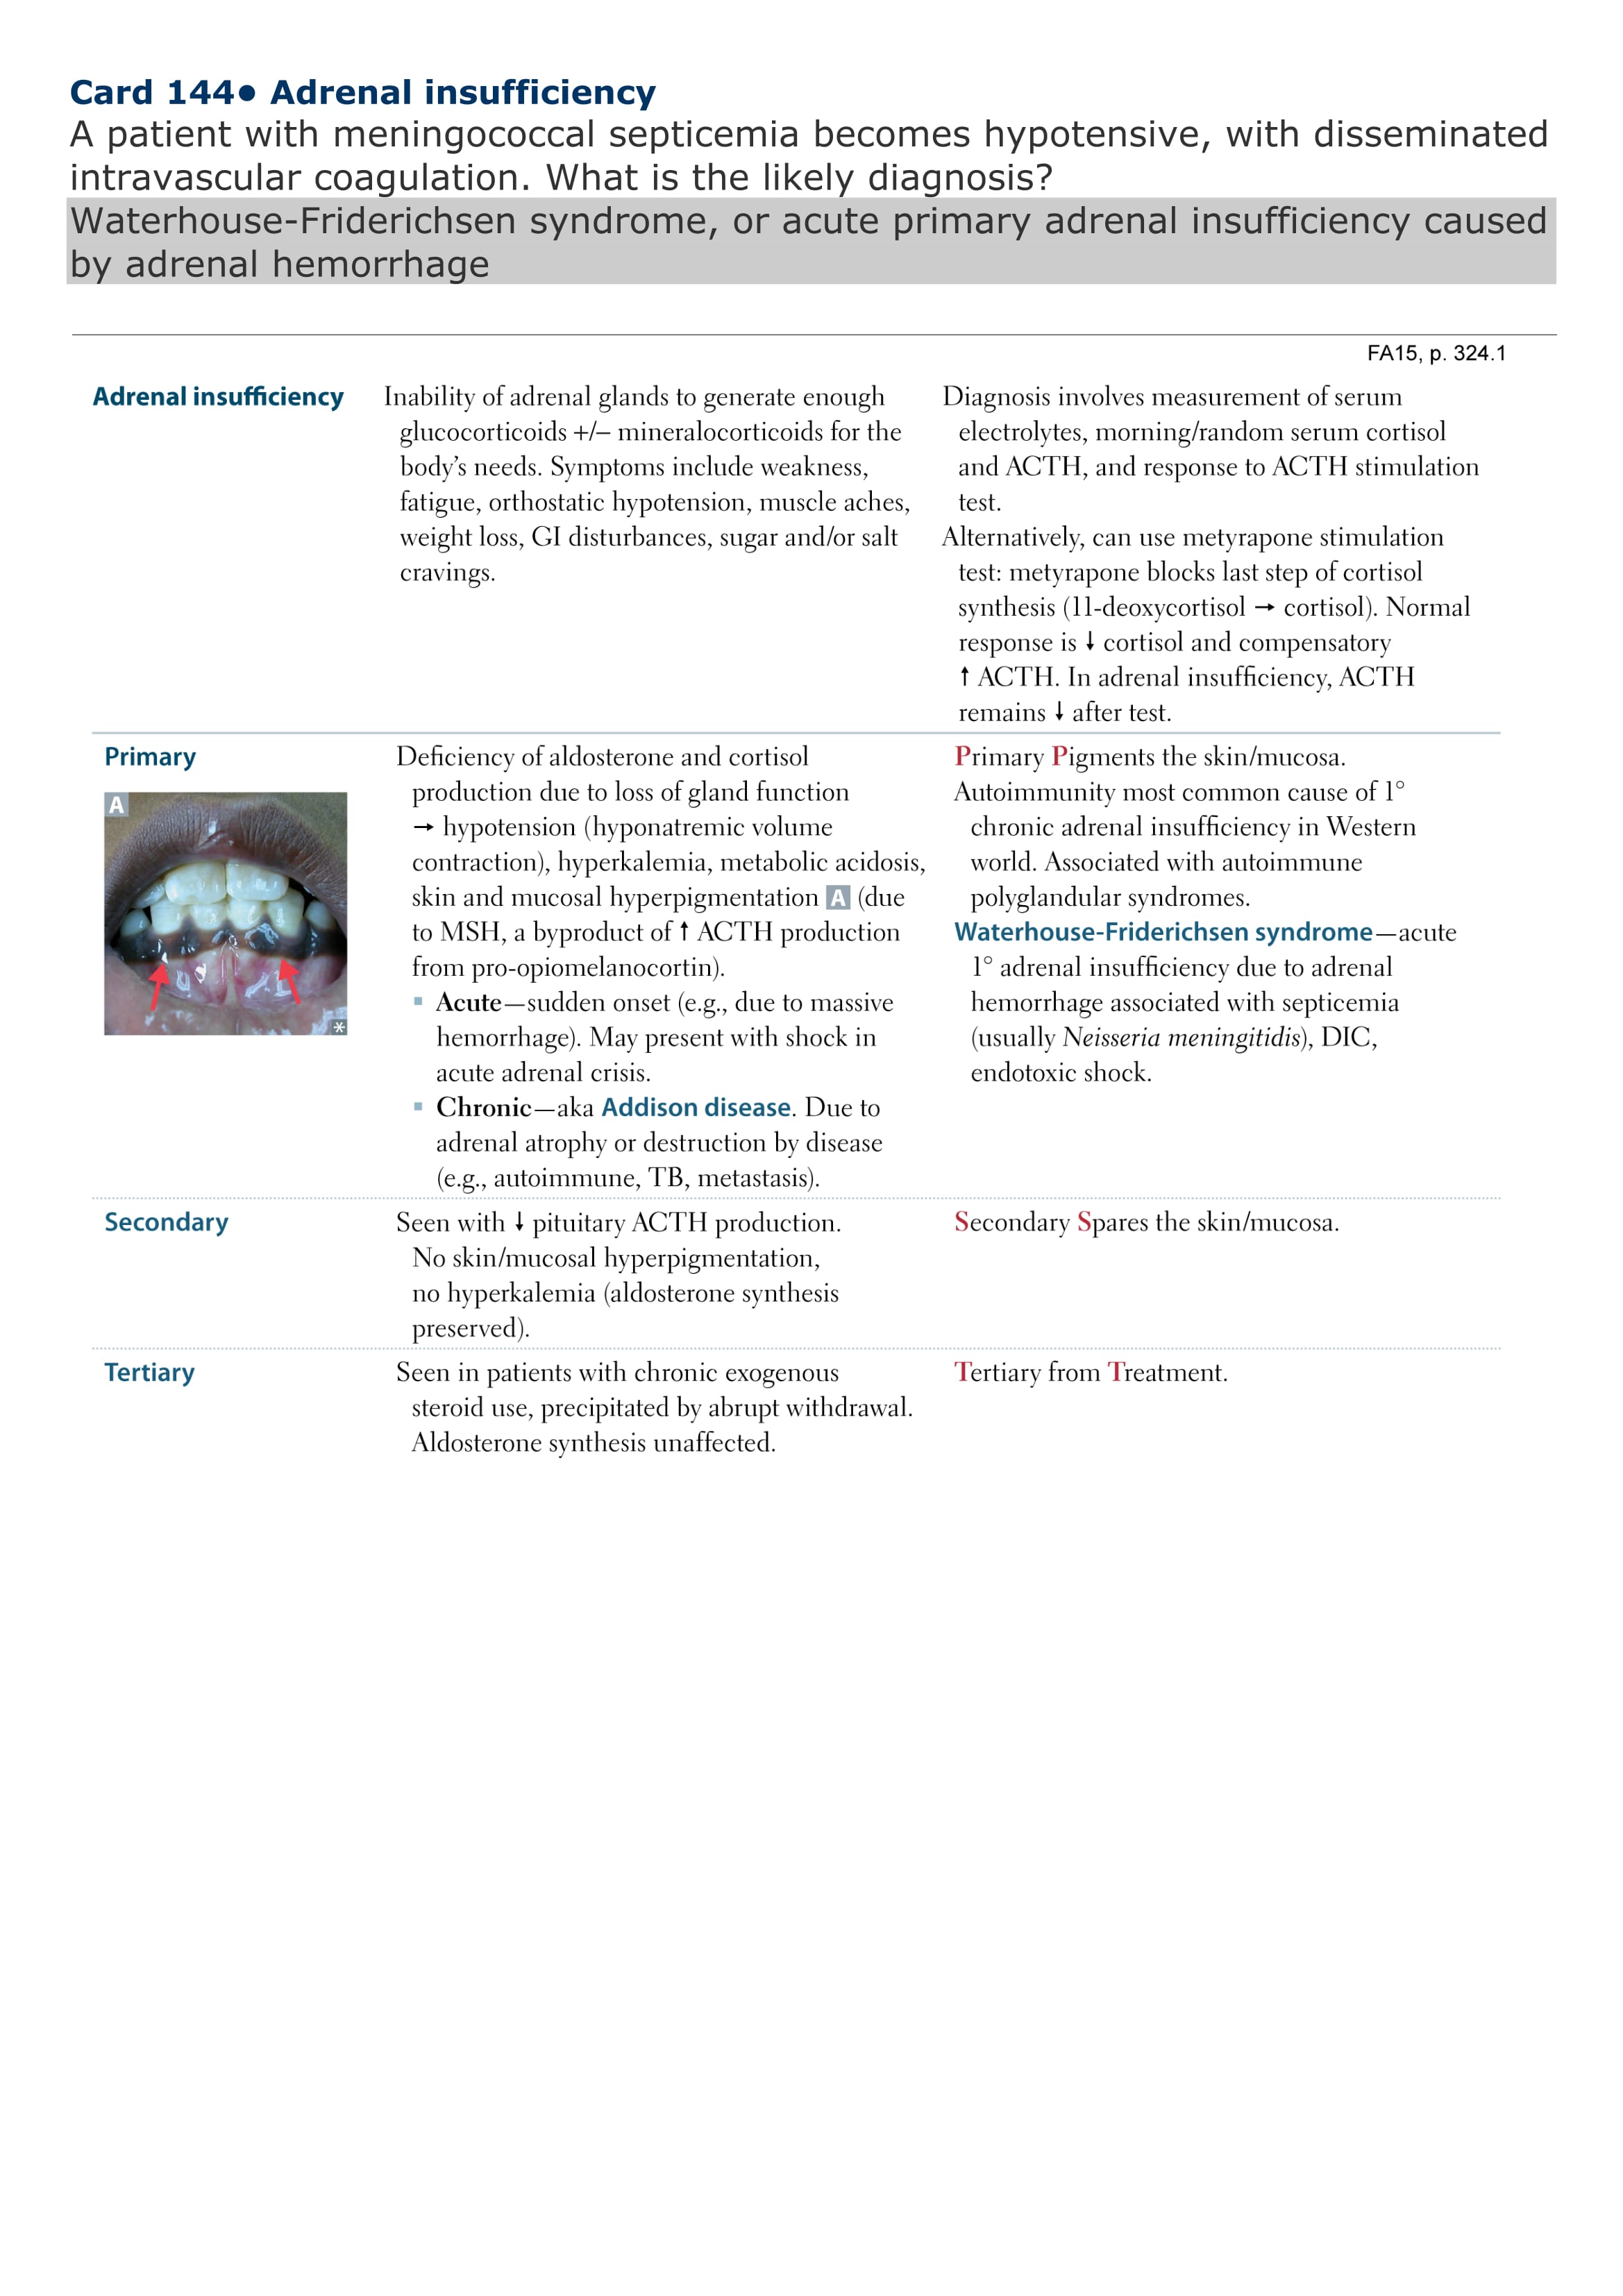 Card 144• Adrenal insufficiency
A patient with meningococcal septicemia becomes hypotensive, with disseminated
intravascular coagulation. What is the likely diagnosis?
Waterhouse-Friderichsen syndrome, or acute primary adrenal insufficiency caused
by adrenal hemorrhage
FA15, p. 324.1
Adrenal insufficiency
Inability of adrenal glands to generate enough
glucocorticoids +/– mineralocorticoids for the
body’s needs. Symptoms include weakness,
fatigue, orthostatic hypotension, muscle aches,
weight loss, GI disturbances, sugar and/or salt
cravings.
Diagnosis involves measurement of serum
electrolytes, morning/random serum cortisol
and ACTH, and response to ACTH stimulation
test.
Alternatively, can use metyrapone stimulation
test: metyrapone blocks last step of cortisol
synthesis (11-deoxycortisol → cortisol). Normal
response is ↓ cortisol and compensatory
↑ ACTH. In adrenal insufficiency, ACTH
remains ↓ after test.
Primary
A
*
Deficiency of aldosterone and cortisol
production due to loss of gland function
→ hypotension (hyponatremic volume
contraction), hyperkalemia, metabolic acidosis,
skin and mucosal hyperpigmentation A (due
to MSH, a byproduct of ↑ ACTH production
from pro-opiomelanocortin).
▪ Acute—sudden onset (e.g., due to massive
hemorrhage). May present with shock in
acute adrenal crisis.
▪ Chronic—aka Addison disease. Due to
adrenal atrophy or destruction by disease
(e.g., autoimmune, TB, metastasis).
Primary Pigments the skin/mucosa.
Autoimmunity most common cause of 1°
chronic adrenal insufficiency in Western
world. Associated with autoimmune
polyglandular syndromes.
Waterhouse-Friderichsen syndrome—acute
1° adrenal insufficiency due to adrenal
hemorrhage associated with septicemia
(usually Neisseria meningitidis), DIC,
endotoxic shock.
Secondary
Seen with ↓ pituitary ACTH production.
No skin/mucosal hyperpigmentation,
no hyperkalemia (aldosterone synthesis
preserved).
Secondary Spares the skin/mucosa.
Tertiary
Seen in patients with chronic exogenous
steroid use, precipitated by abrupt withdrawal.
Aldosterone synthesis unaffected.
Tertiary from Treatment.